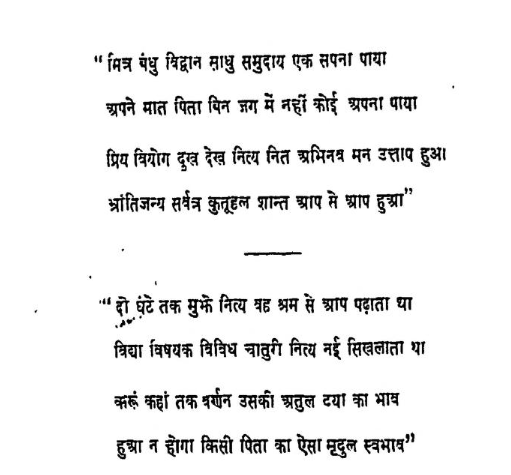 “मित्र बंधु विद्वान साधु समुदाय एक सपना पाया
अपने मात पिता बिन जग में नहीं कोई अपना पाया
प्रिय वियोग दुख देख नित्य नित अभिनव मन उत्ताप हुआ।
भ्रांतिजन्य सर्वत्र कुतूहल शान्त आप से आप हुआ”
“दो घंटे तक मुझे नित्य वह श्रम से आप पढ़ाता था
विद्या विषयक विविध चातुरी नित्य नई सिखलाता था
करूं कहां तक वर्णन उसकी अतुल दया का भाव
हुआ न होगा किसी पिता का ऐसा मृदुल स्वभाव”